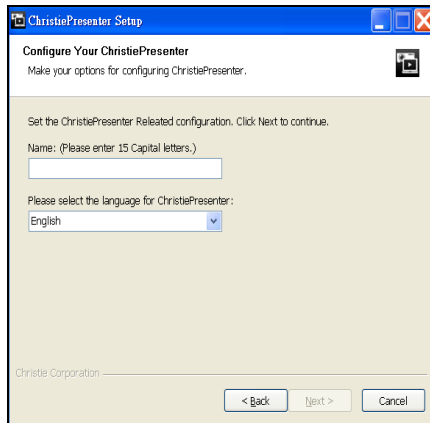 ChristiePresenter Setup
Configure Your ChristiePresenter
Make your options for configuring ChristiePresenter.
Set the ChristiePresenter Releated configuration. Click Next to continue.
Name: (Please enter 15 Capital letters.)
Please select the language for ChristiePresenter:
English
Christie Corporation
< Back
Next >
Cancel